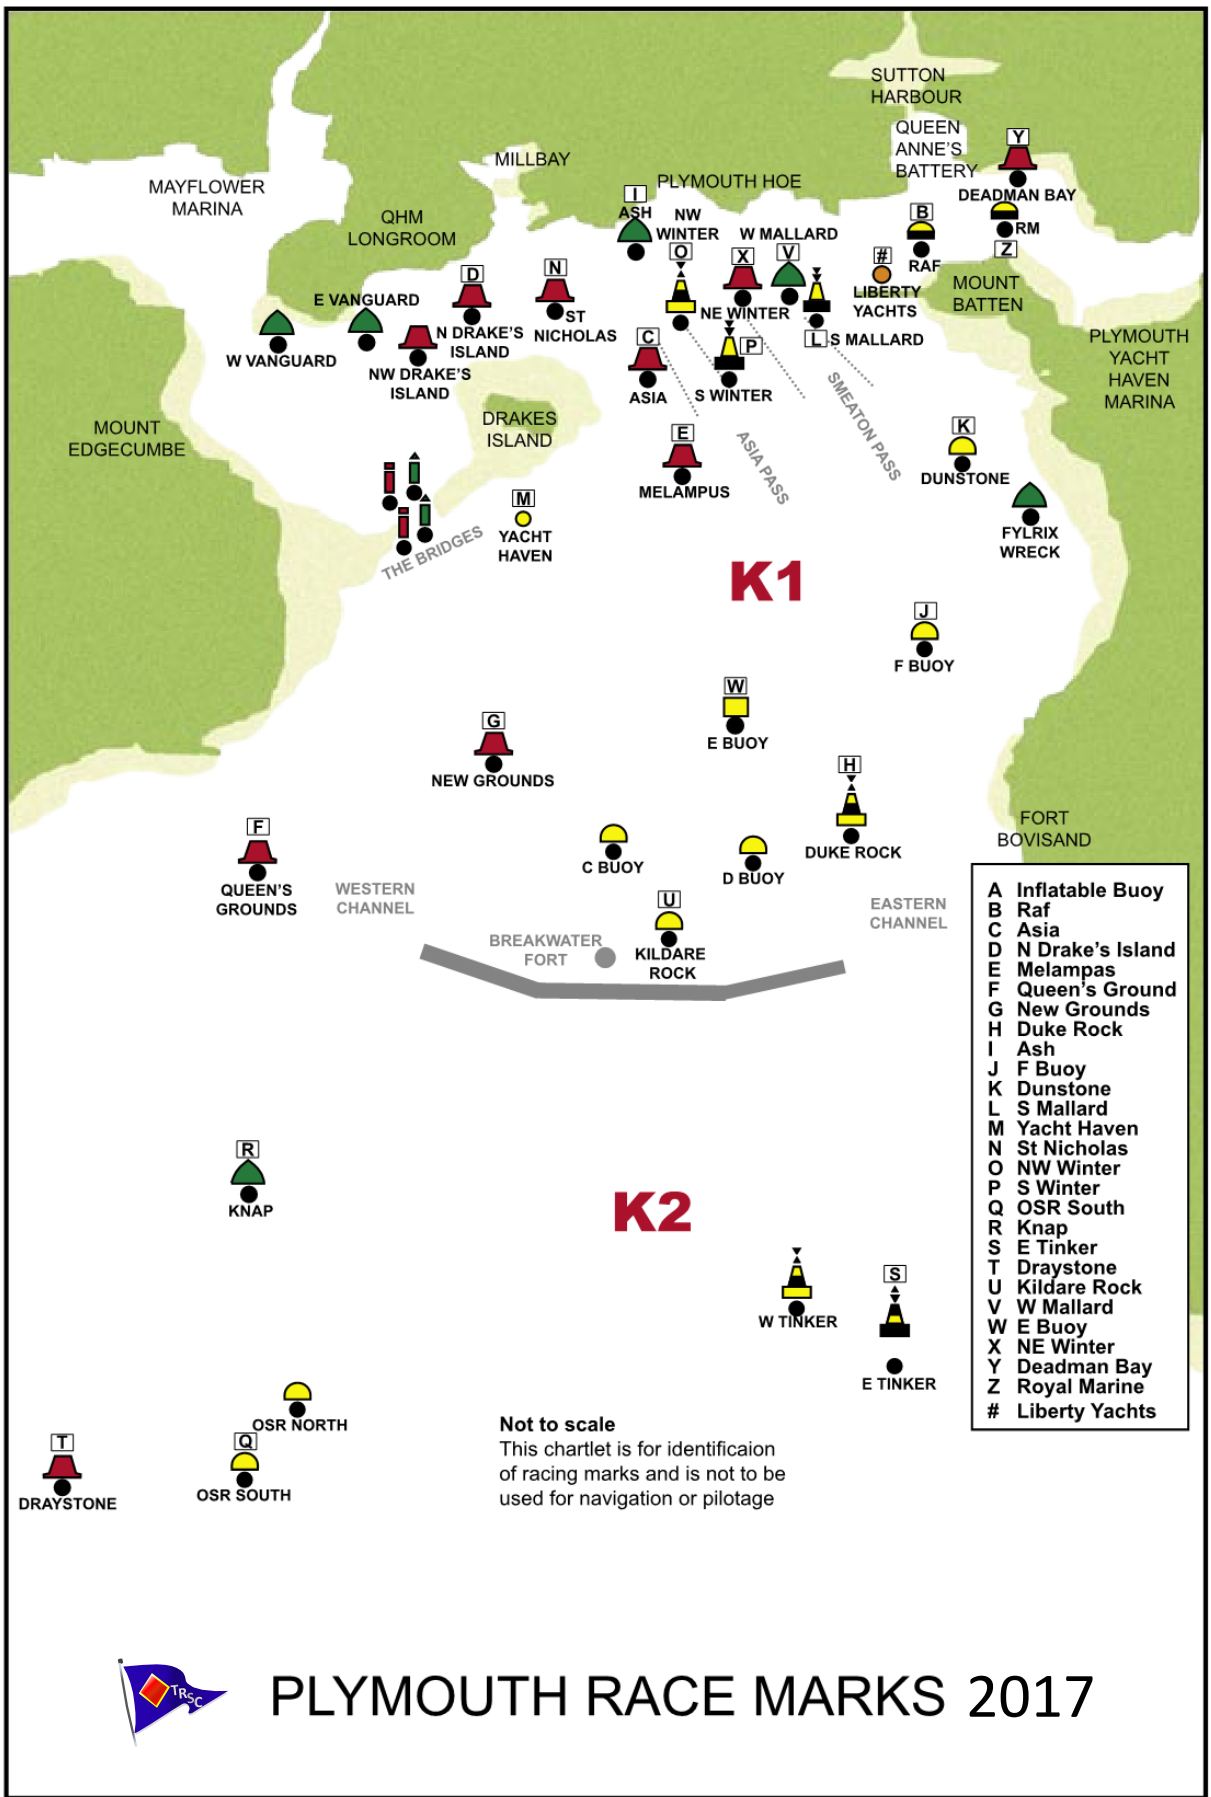 SUTTON
HARBOUR
QUEEN
ANNE'S
BATTERY
Y
DEADMAN BAY
MILLBAY
MAYFLOWER
MARINA
PLYMOUTH HOE
QHM
LONGROOM
I
ASH
NW
WINTER
O
W MALLARD
X
V
B
RAF
RM
Z
#
LIBERTY
YACHTS
MOUNT
BATTEN
E VANGUARD
D
N
ST
NICHOLAS
N DRAKE'S
ISLAND
NE WINTER
L
S MALLARD
W VANGUARD
NW DRAKE'S
ISLAND
C
ASIA
P
S WINTER
PLYMOUTH
YACHT
HAVEN
MARINA
MOUNT
EDGECUMBE
DRAKES
ISLAND
SMEATON PASS
ASIA PASS
E
MELAMPUS
K
DUNSTONE
M
YACHT
HAVEN
THE BRIDGES
FYLRIX
WRECK
K1
J
F BUOY
W
E BUOY
G
NEW GROUNDS
H
DUKE ROCK
FORT
BOVISAND
F
QUEEN'S
GROUNDS
C BUOY
D BUOY
WESTERN
CHANNEL
EASTERN
CHANNEL
U
KILDARE
ROCK
BREAKWATER
FORT
A Inflatable Buoy
B Raf
C Asia
D N Drake's Island
E Melampas
F Queen's Ground
G New Grounds
H Duke Rock
I Ash
J F Buoy
K Dunstone
L S Mallard
M Yacht Haven
N St Nicholas
O NW Winter
P S Winter
Q OSR South
R Knap
S E Tinker
T Draystone
U Kildare Rock
V W Mallard
W E Buoy
X NE Winter
Y Deadman Bay
Z Royal Marine
# Liberty Yachts
R
KNAP
K2
W TINKER
S
E TINKER
OSR NORTH
T
DRAYSTONE
Q
OSR SOUTH
Not to scale
This chartlet is for identificaion
of racing marks and is not to be
used for navigation or pilotage
TRSC
PLYMOUTH RACE MARKS 2017